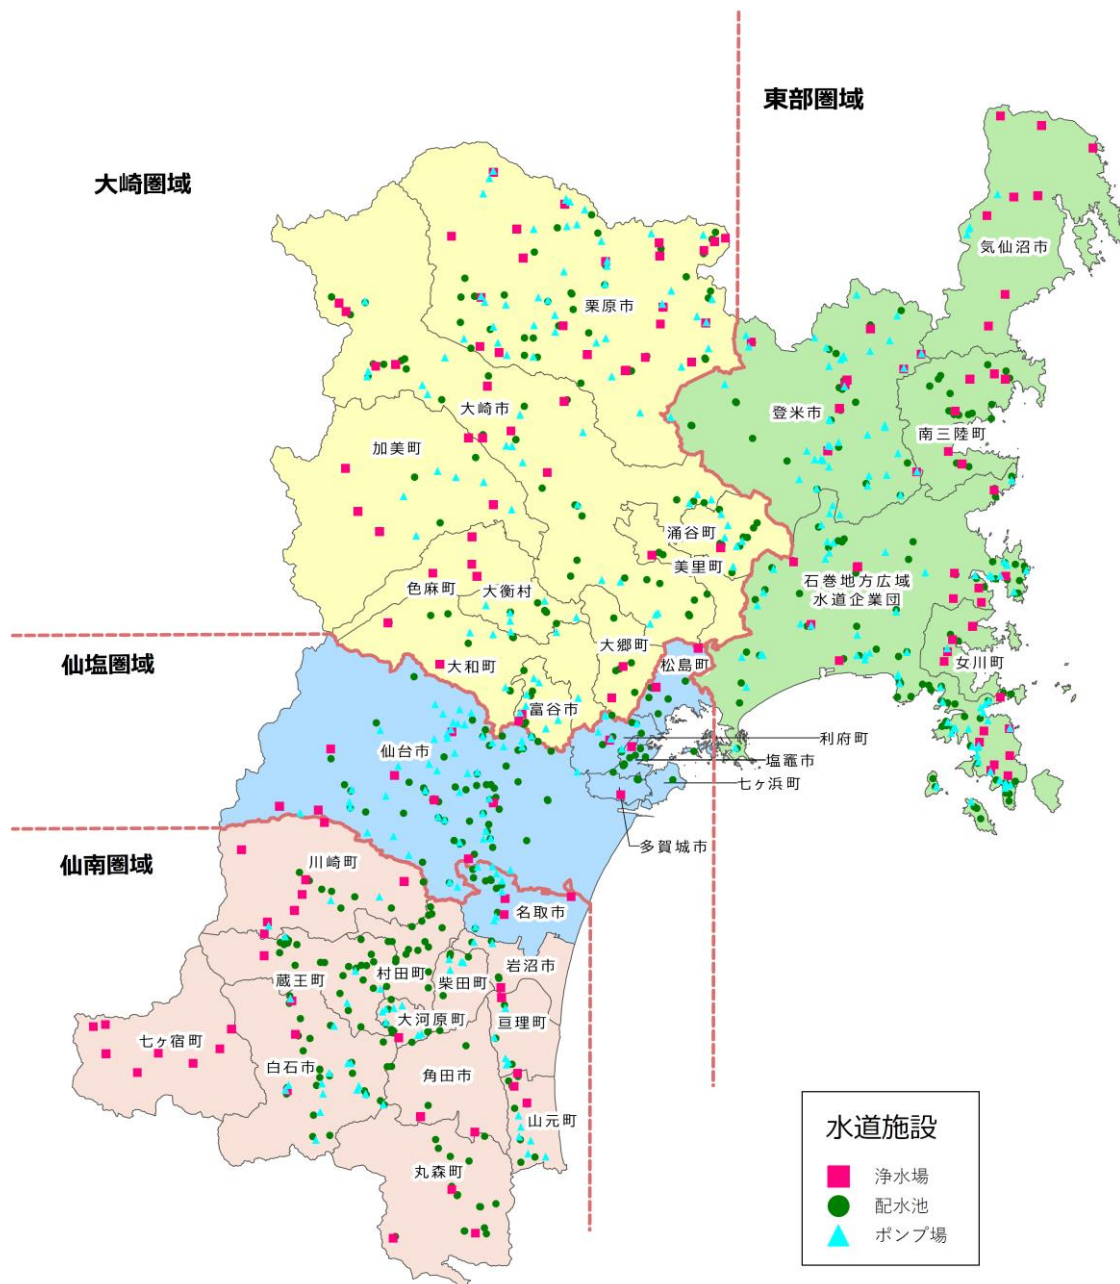 東部圏域
大崎圏域
気仙沼市
栗原市
登米市
大崎市
南三陸町
加美町
涌谷町
美里町
石巻地方広域
水道企業団
色麻町
大衡村
大郷町
女川町
仙塩圏域
大和町
松島町
富谷市
仙台市
利府町
塩竈市
七ヶ浜町
多賀城市
仙南圏域
川崎町
名取市
岩沼市
蔵王町
村田町
柴田町
大河原町
亘理町
七ヶ宿町
白石市
角田市
山元町
丸森町
水道施設
浄水場
配水池
ポンプ場